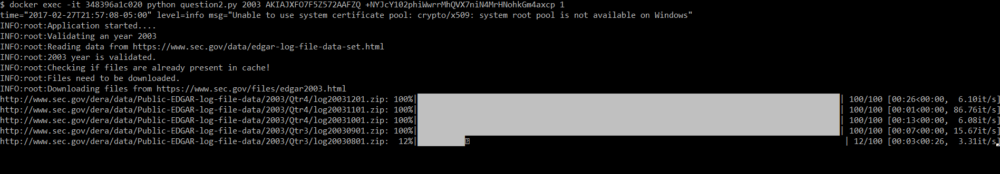 $ docker exec -it 348396a1c020 python question2.py 2003 AKIAJXFO7F5Z572AAFZQ +NYJcY102phiWwrrMhQVX7niN4MrHNohkGm4axcp 1
time="2017-02-27T21:57:08-05:00" level=info msg="Unable to use system certificate pool: crypto/x509: system root pool is not available on Windows"
INFO:root:Application started....
INFO:root:Validating an year 2003
INFO:root:Reading data from https://www.sec.gov/data/edgar-log-file-data-set.html
INFO:root:2003 year is validated.
INFO:root:Checking if files are already present in cache!
INFO:root:Files need to be downloaded.
INFO:root:Downloading files from https://www.sec.gov/files/edgar2003.html
http://www.sec.gov/dera/data/Public-EDGAR-log-file-data/2003/Qtr4/log20031201.zip: 100%| | 100/100 [00:26<00:00, 6.10it/s]
http://www.sec.gov/dera/data/Public-EDGAR-log-file-data/2003/Qtr4/log20031101.zip: 100%| | 100/100 [00:01<00:00, 86.76it/s]
http://www.sec.gov/dera/data/Public-EDGAR-log-file-data/2003/Qtr4/log20031001.zip: 100%| | 100/100 [00:13<00:00, 6.08it/s]
http://www.sec.gov/dera/data/Public-EDGAR-log-file-data/2003/Qtr3/log20030901.zip: 100%| | 100/100 [00:07<00:00, 15.67it/s]
http://www.sec.gov/dera/data/Public-EDGAR-log-file-data/2003/Qtr3/log20030801.zip: 12%| | 12/100 [00:03<00:26, 3.31it/s]